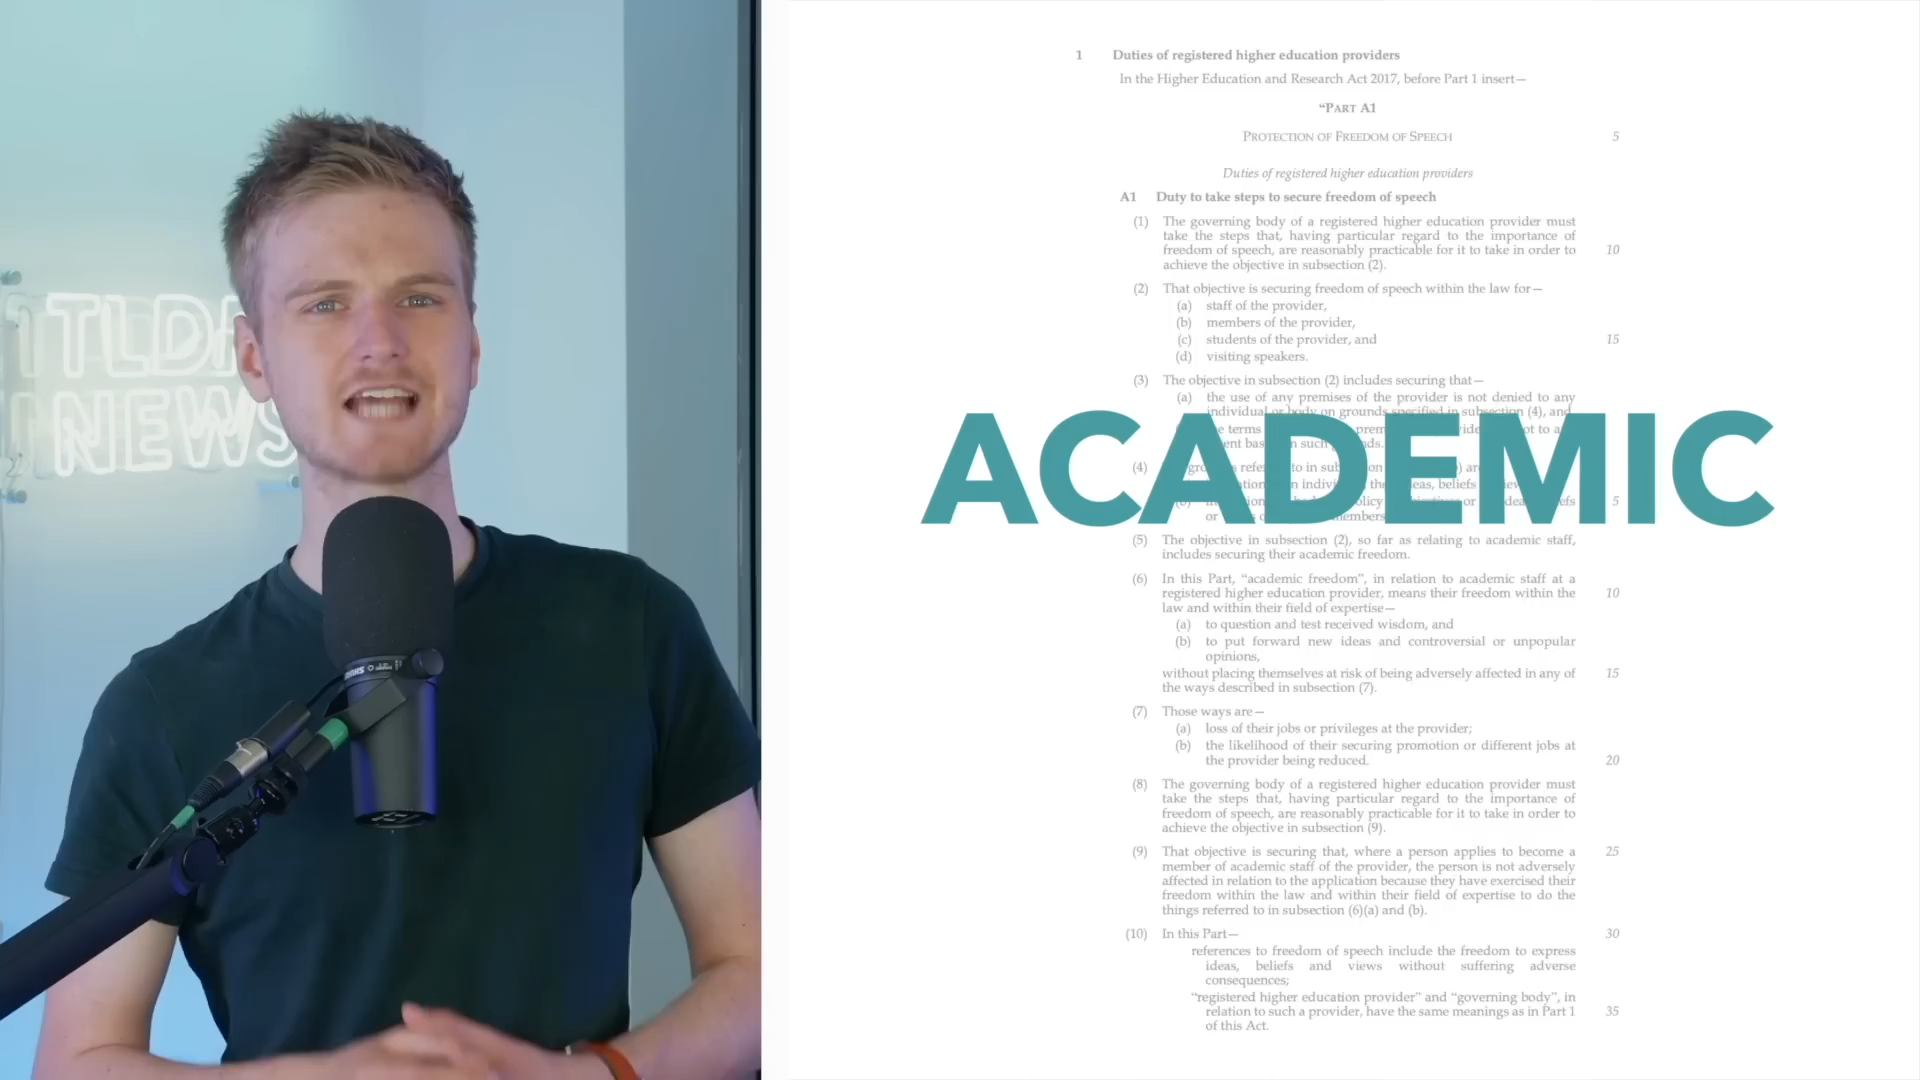 TLDR
NEWS
1 Duties of registered higher education providers
In the Higher Education and Research Act 2017, before Part 1 insert—
“PART A1
PROTECTION OF FREEDOM OF SPEECH 5
Duties of registered higher education providers
A1 Duty to take steps to secure freedom of speech
(1) The governing body of a registered higher education provider must
take the steps that, having particular regard to the importance of
freedom of speech, are reasonably practicable for it to take in order to 10
achieve the objective in subsection (2).
(2) That objective is securing freedom of speech within the law for—
(a) staff of the provider,
(b) members of the provider,
(c) students of the provider, and 15
(d) visiting speakers.
(3) The objective in subsection (2) includes securing that—
(a) the use of any premises of the provider is not denied to any
individual or body on grounds specified in subsection (4), and
ACADEMIC
(4)
5
(5) The objective in subsection (2), so far as relating to academic staff,
includes securing their academic freedom.
(6) In this Part, “academic freedom”, in relation to academic staff at a
registered higher education provider, means their freedom within the 10
law and within their field of expertise—
(a) to question and test received wisdom, and
(b) to put forward new ideas and controversial or unpopular
opinions,
without placing themselves at risk of being adversely affected in any of 15
the ways described in subsection (7).
(7) Those ways are—
(a) loss of their jobs or privileges at the provider;
(b) the likelihood of their securing promotion or different jobs at
the provider being reduced. 20
(8) The governing body of a registered higher education provider must
take the steps that, having particular regard to the importance of
freedom of speech, are reasonably practicable for it to take in order to
achieve the objective in subsection (9).
(9) That objective is securing that, where a person applies to become a 25
member of academic staff of the provider, the person is not adversely
affected in relation to the application because they have exercised their
freedom within the law and within their field of expertise to do the
things referred to in subsection (6)(a) and (b).
(10) In this Part— 30
references to freedom of speech include the freedom to express
ideas, beliefs and views without suffering adverse
consequences;
“registered higher education provider” and “governing body”, in
relation to such a provider, have the same meanings as in Part 1 35
of this Act.